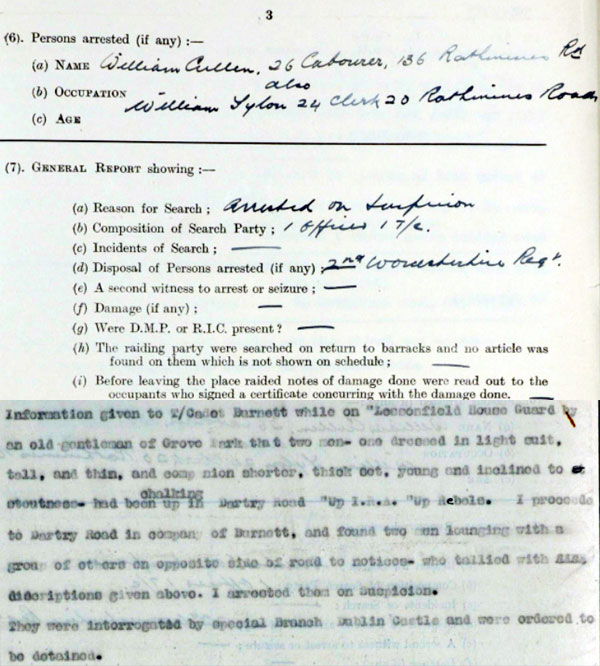 3
(6). Persons arrested (if any) :—
(a) NAME William Cullen, 26 Labourer, 136 Rathmines Rd
also
(b) OCCUPATION
William 24 Clerk 20 Rathmines Road
(c) AGE
(7). GENERAL REPORT showing :—
(a) Reason for Search ; Arrested on Suspicion
(b) Composition of Search Party ; 1 Officer 1 T/c.
(c) Incidents of Search ; —
(d) Disposal of Persons arrested (if any) ; 2nd Worcestershire Regt.
(e) A second witness to arrest or seizure ; —
(f) Damage (if any) ; —
(g) Were D.M.P. or R.I.C. present ? —
(h) The raiding party were searched on return to barracks and no article was
found on them which is not shown on schedule ; —
(i) Before leaving the place raided notes of damage done were read out to the
occupants who signed a certificate concurring with the damage done. —
Information given to T/Cadet Burnett while on "Lessonfield House Guard by
an old gentleman of Grove Park that two men- one dressed in light suit,
tall, and thin, and companion shorter, thick set, young and inclined to
stoutness- had been up in Dartry Road "Up I.R.A. "Up Rebels. I proceede
chalking
to Dartry Road in company of Burnett, and found two men lounging with a
group of others on opposite side of road to notices- who tallied with
discriptions given above. I arrested them on Suspicion.
They were interrogated by special Branch Dublin Castle and were ordered to
be detained.